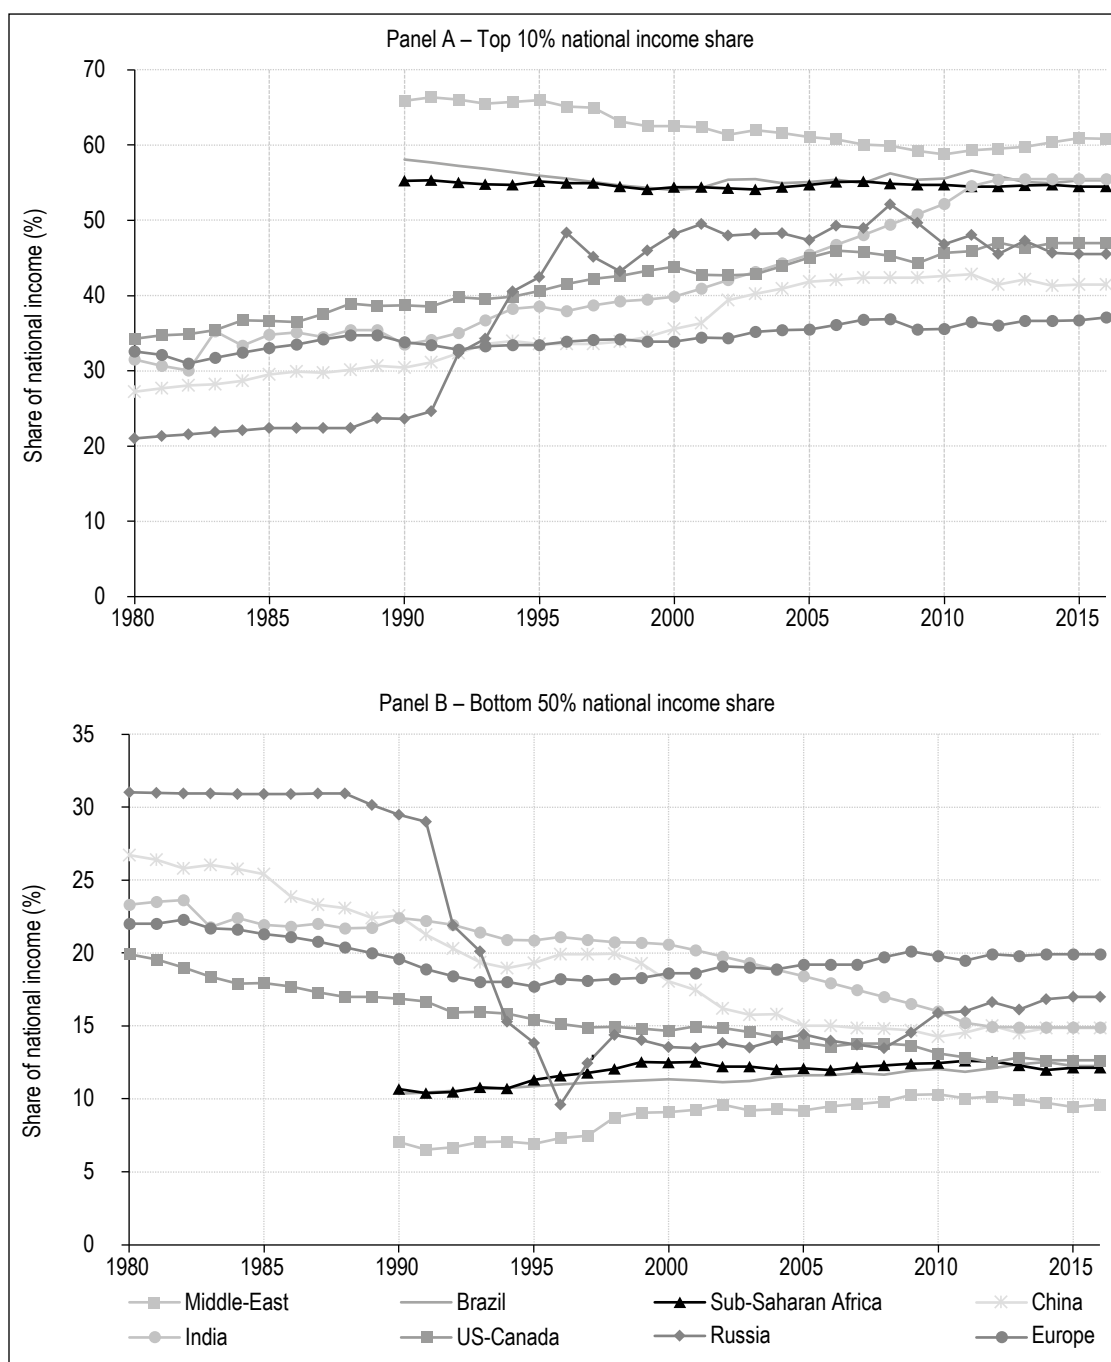 Panel A – Top 10% national income share
Share of national income (%)
70
60
50
40
30
20
10
0
1980 1985 1990 1995 2000 2005 2010 2015
Panel B – Bottom 50% national income share
Share of national income (%)
35
30
25
20
15
10
5
0
1980 1985 1990 1995 2000 2005 2010 2015
Middle-East Brazil Sub-Saharan Africa China
India US-Canada Russia Europe